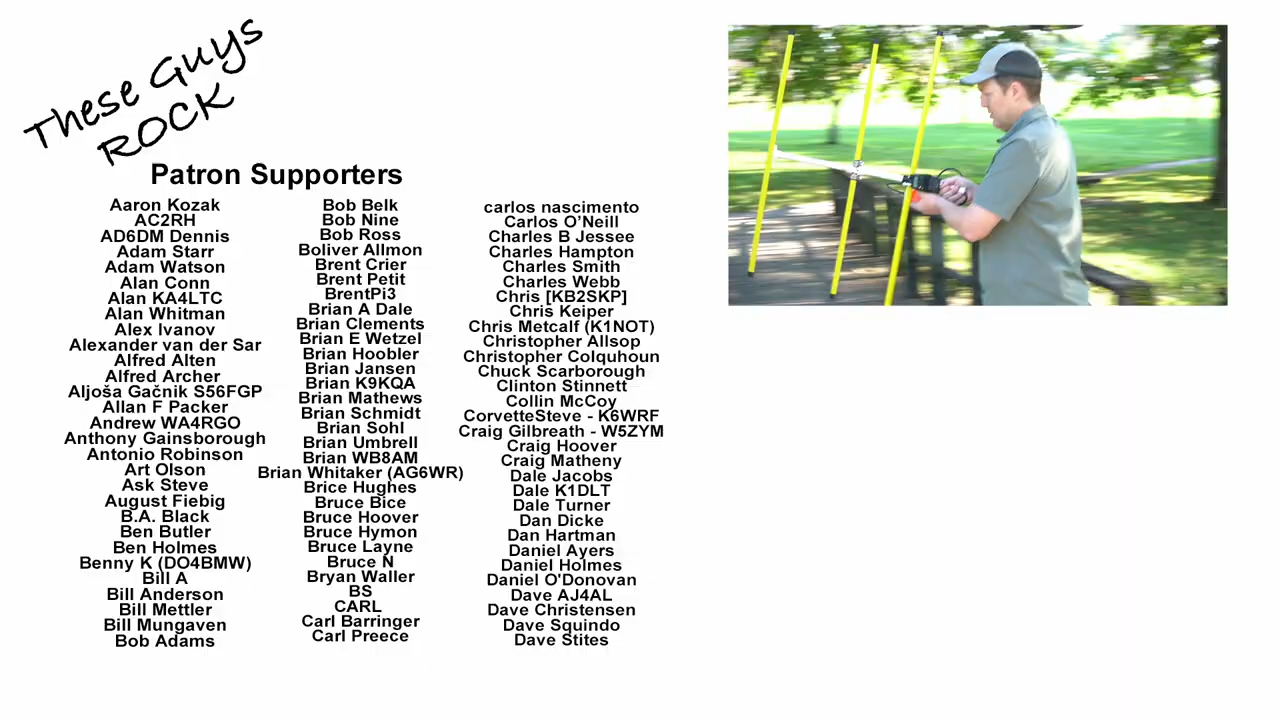 These Guys
ROCK
Patron Supporters
Aaron Kozak
AC2RH
AD6DM Dennis
Adam Starr
Adam Watson
Alan Conn
Alan KA4LTC
Alan Whitman
Alex Ivanov
Alexander van der Sar
Alfred Alten
Alfred Archer
Aljoša Gačnik S56FGP
Allan F Packer
Andrew WA4RGO
Anthony Gainsborough
Antonio Robinson
Art Olson
Ask Steve
August Fiebig
B.A. Black
Ben Butler
Ben Holmes
Benny K (DO4BMW)
Bill A
Bill Anderson
Bill Mettler
Bill Mungaven
Bob Adams
Bob Belk
Bob Nine
Bob Ross
Boliver Allmon
Brent Crier
Brent Petit
BrentPi3
Brian A Dale
Brian Clements
Brian E Wetzel
Brian Hoobler
Brian Jansen
Brian K9KQA
Brian Mathews
Brian Schmidt
Brian Sohl
Brian Umbrell
Brian WB8AM
Brian Whitaker (AG6WR)
Brice Hughes
Bruce Bice
Bruce Hoover
Bruce Hymon
Bruce Layne
Bruce N
Bryan Waller
BS
CARL
Carl Barringer
Carl Preece
carlos nascimento
Carlos O’Neill
Charles B Jessee
Charles Hampton
Charles Smith
Charles Webb
Chris [KB2SKP]
Chris Keiper
Chris Metcalf (K1NOT)
Christopher Allsop
Christopher Colquhoun
Chuck Scarborough
Clinton Stinnett
Collin McCoy
CorvetteSteve - K6WRF
Craig Gilbreath - W5ZYM
Craig Hoover
Craig Matheny
Dale Jacobs
Dale K1DLT
Dale Turner
Dan Dicke
Dan Hartman
Daniel Ayers
Daniel Holmes
Daniel O'Donovan
Dave AJ4AL
Dave Christensen
Dave Squindo
Dave Stites